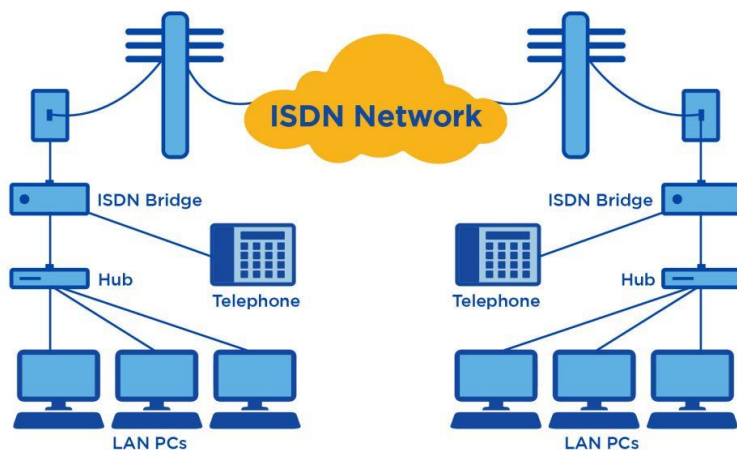 ISDN Network
ISDN Bridge
ISDN Bridge
Hub
Hub
Telephone
Telephone
LAN PCs
LAN PCs